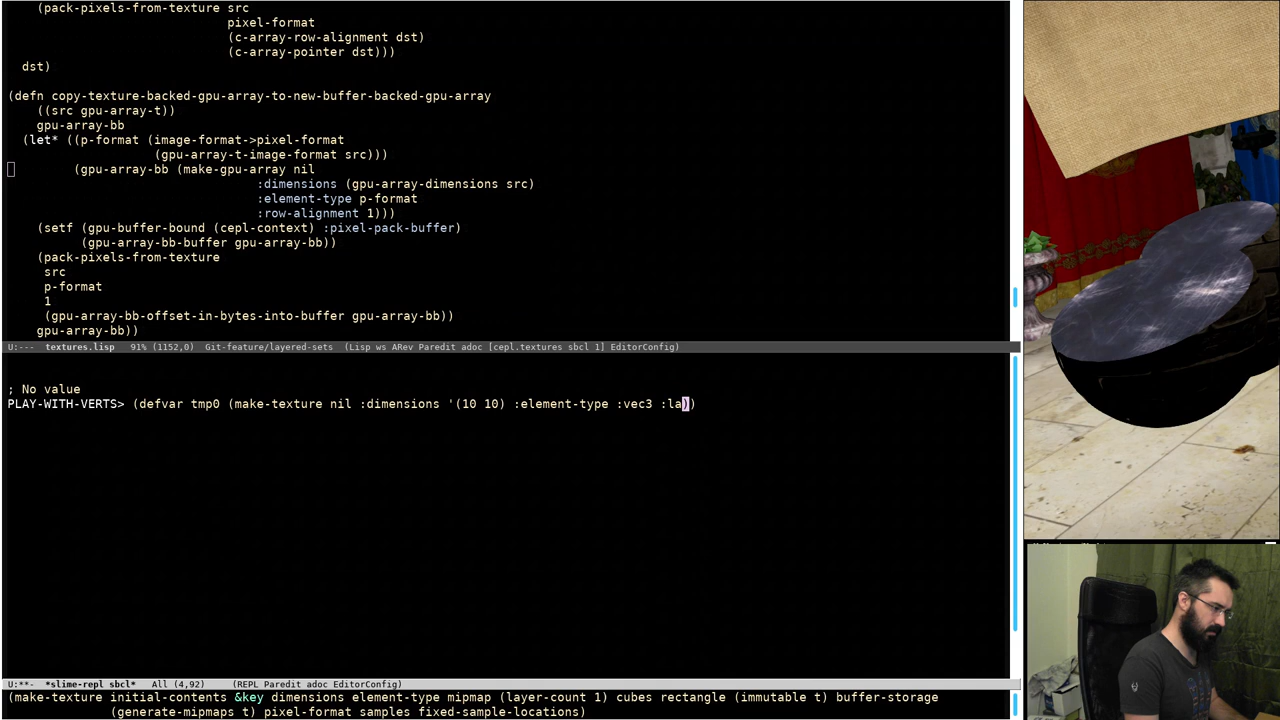 (pack-pixels-from-texture src
pixel-format
(c-array-row-alignment dst)
(c-array-pointer dst)))
dst)
(defn copy-texture-backed-gpu-array-to-new-buffer-backed-gpu-array
((src gpu-array-t))
gpu-array-bb
(let* ((p-format (image-format->pixel-format
(gpu-array-t-image-format src)))
(gpu-array-bb (make-gpu-array nil
:dimensions (gpu-array-dimensions src)
:element-type p-format
:row-alignment 1)))
(setf (gpu-buffer-bound (cepl-context) :pixel-pack-buffer)
(gpu-array-bb-buffer gpu-array-bb))
(pack-pixels-from-texture
src
p-format
1
(gpu-array-bb-offset-in-bytes-into-buffer gpu-array-bb))
gpu-array-bb))
U:--- textures.lisp 91% (1152,0) Git-feature/layered-sets (Lisp ws ARev Paredit adoc [cepl.textures sbcl 1] EditorConfig)
; No value
PLAY-WITH-VERTS> (defvar tmp0 (make-texture nil :dimensions '(10 10) :element-type :vec3 :la))
U:**- *slime-repl sbcl* All (4,92) (REPL Paredit adoc EditorConfig)
(make-texture initial-contents &key dimensions element-type mipmap (layer-count 1) cubes rectangle (immutable t) buffer-storage
(generate-mipmaps t) pixel-format samples fixed-sample-locations)